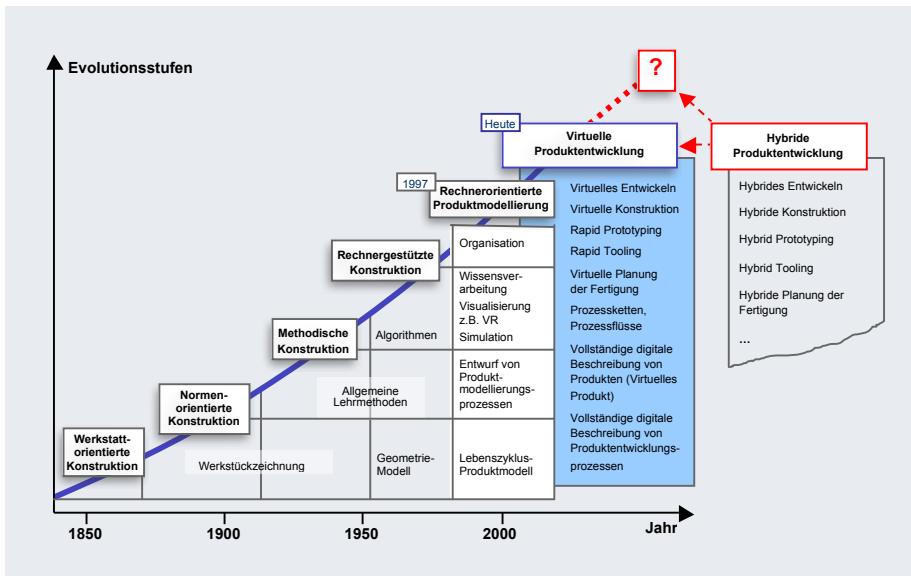 Evolutionsstufen
?
Heute
Virtuelle
Produktentwicklung
Hybride
Produktentwicklung
1997
Rechnerorientierte
Produktmodellierung
Rechnergestützte
Konstruktion
Methodische
Konstruktion
Normen-
orientierte
Konstruktion
Werkstatt-
orientierte
Konstruktion
Werkstückzeichnung
Allgemeine
Lehrmethoden
Algorithmen
Geometrie-
Modell
Organisation
Wissensver-
arbeitung
Visualisierung
z.B. VR
Simulation
Entwurf von
Produkt-
modellierungs-
prozessen
Lebenszyklus-
Produktmodell
Virtuelles Entwickeln
Virtuelle Konstruktion
Rapid Prototyping
Rapid Tooling
Virtuelle Planung
der Fertigung
Prozessketten,
Prozessflüsse
Vollständige digitale
Beschreibung von
Produkten (Virtuelles
Produkt)
Vollständige digitale
Beschreibung von
Produktentwicklungs-
prozessen
Hybrides Entwickeln
Hybride Konstruktion
Hybrid Prototyping
Hybrid Tooling
Hybride Planung der
Fertigung
...
1850
1900
1950
2000
Jahr